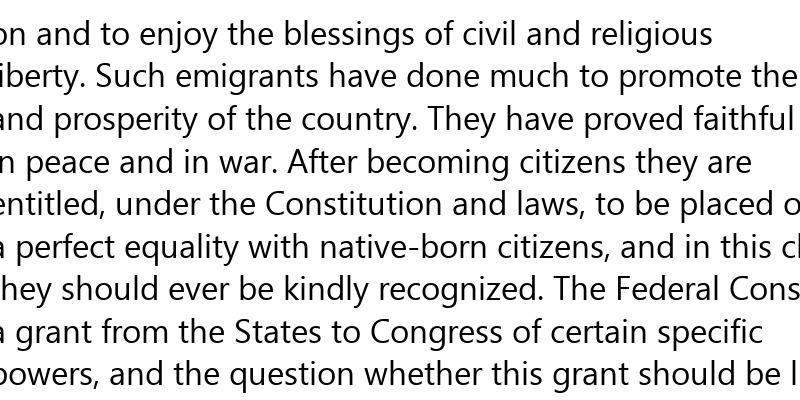 on and to enjoy the blessings of civil and religious
liberty. Such emigrants have done much to promote the
and prosperity of the country. They have proved faithful
in peace and in war. After becoming citizens they are
entitled, under the Constitution and laws, to be placed
a perfect equality with native-born citizens, and in this
they should ever be kindly recognized. The Federal
a grant from the States to Congress of certain specific
powers, and the question whether this grant should be